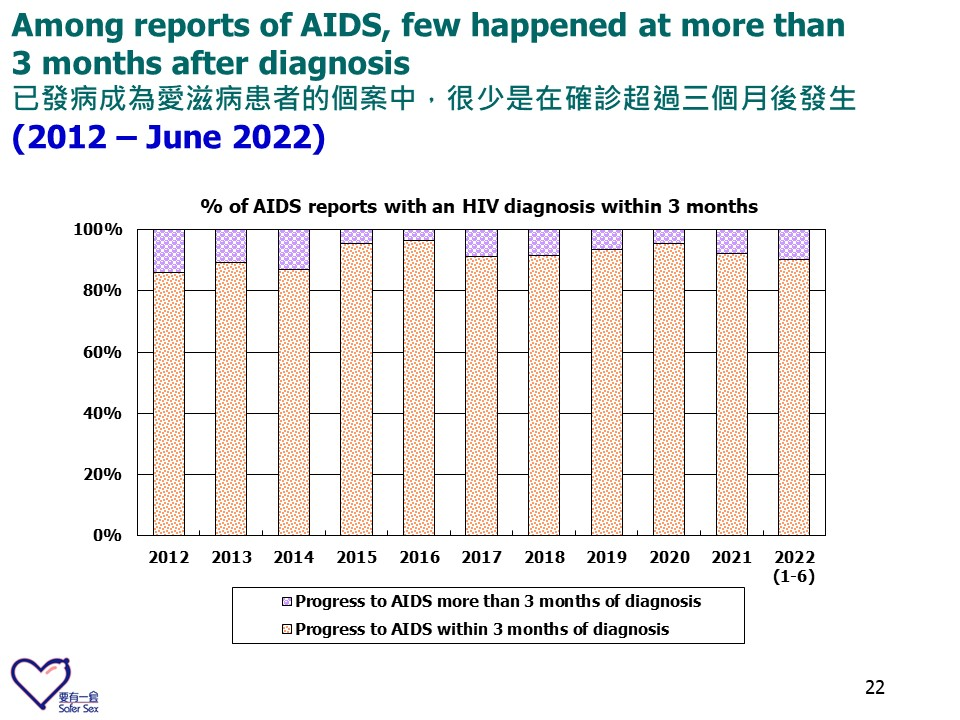 Among reports of AIDS, few happened at more than
3 months after diagnosis
已發病成為愛滋病患者的個案中，很少是在確診超過三個月後發生
(2012 – June 2022)
% of AIDS reports with an HIV diagnosis within 3 months
100%
80%
60%
40%
20%
0%
2012 2013 2014 2015 2016 2017 2018 2019 2020 2021 2022
(1-6)
Progress to AIDS more than 3 months of diagnosis
Progress to AIDS within 3 months of diagnosis
要有一套
Safer Sex
22